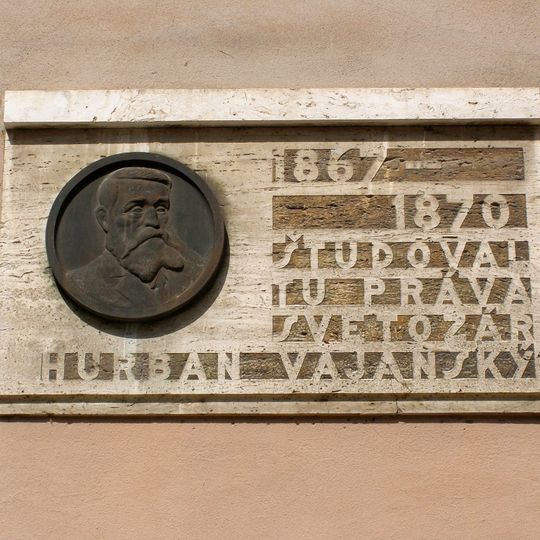 1867–
1870
ŠTUDOVAL
TU PRÁVA
SVETOZÁR
HURBAN VAJANSKÝ